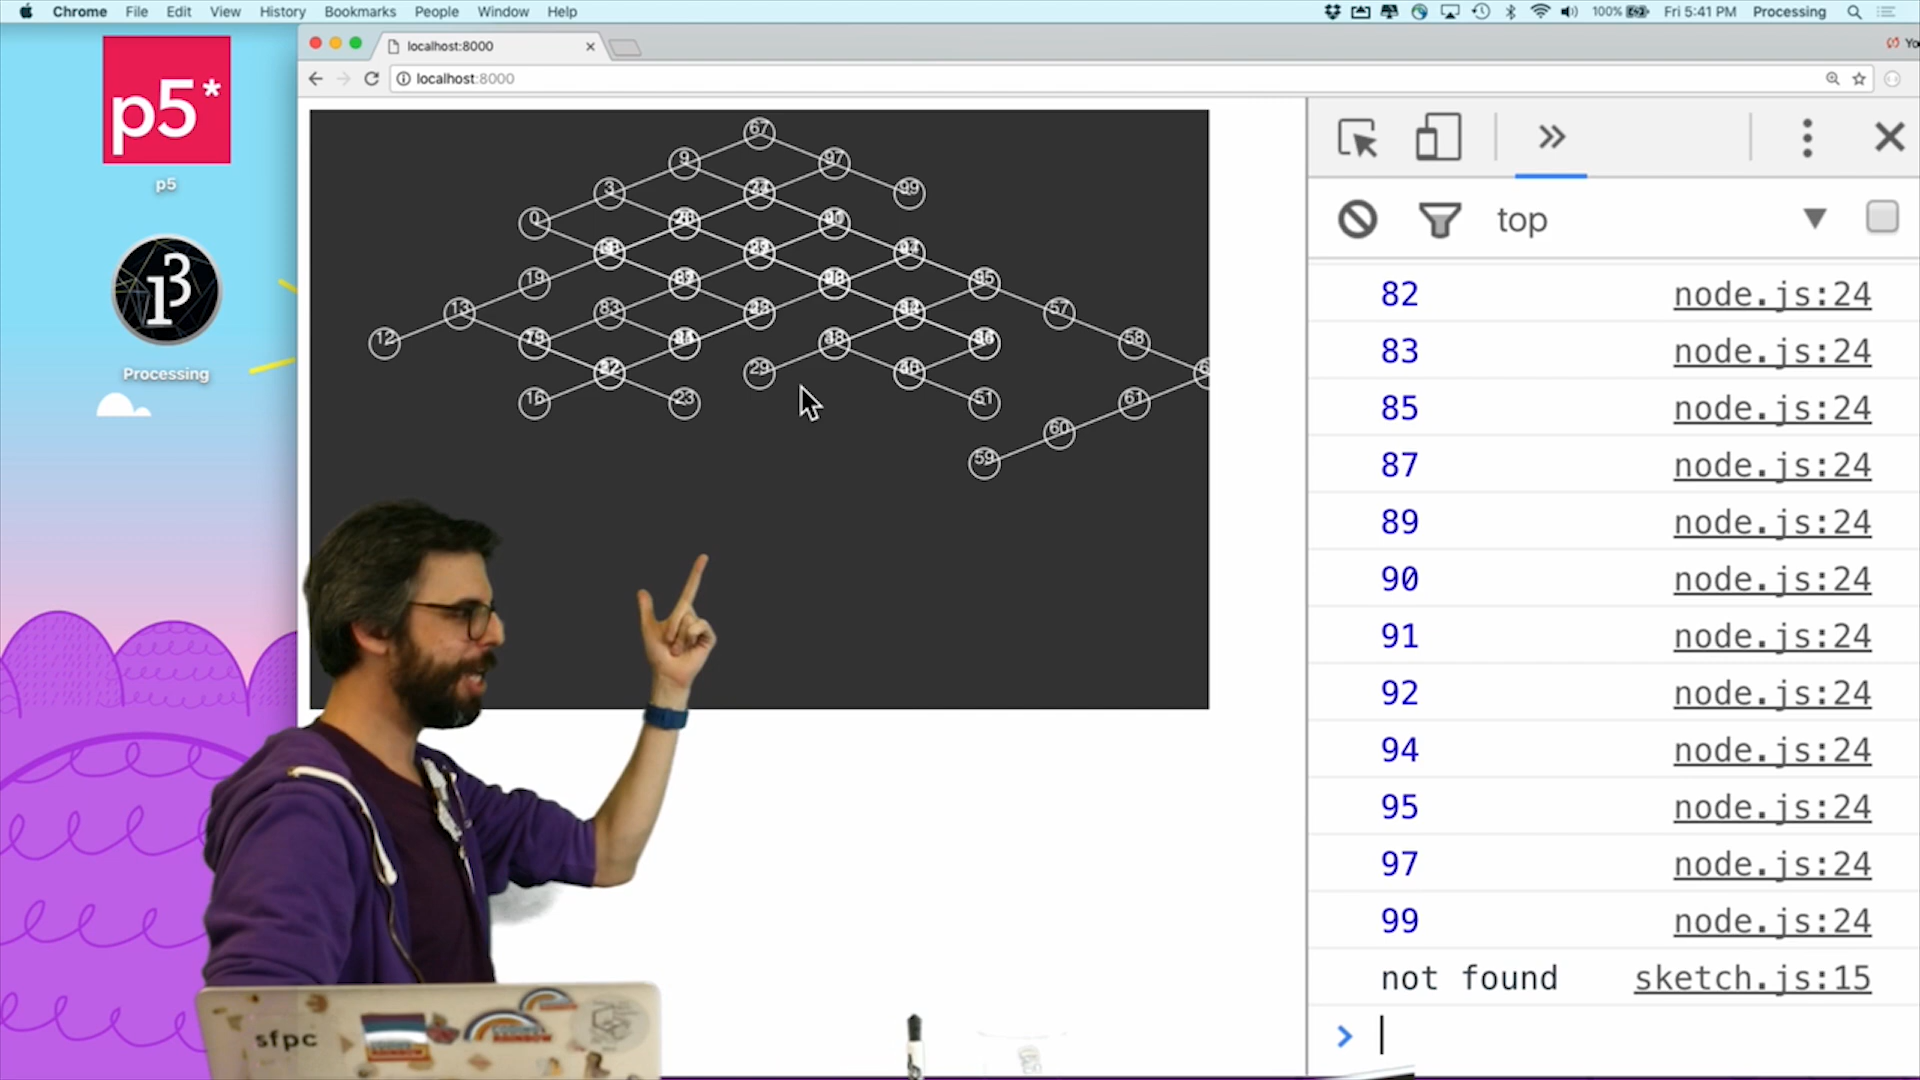 Chrome File Edit View History Bookmarks People Window Help
100% Fri 5:41 PM Processing
p5*
p5
Processing
localhost:8000
Yo
localhost:8000
67
9 97
3 99
0
19 95
13 83 57
12 58
29
16 23 51 61
60
59
top
82 node.js:24
83 node.js:24
85 node.js:24
87 node.js:24
89 node.js:24
90 node.js:24
91 node.js:24
92 node.js:24
94 node.js:24
95 node.js:24
97 node.js:24
99 node.js:24
not found sketch.js:15
sfpc